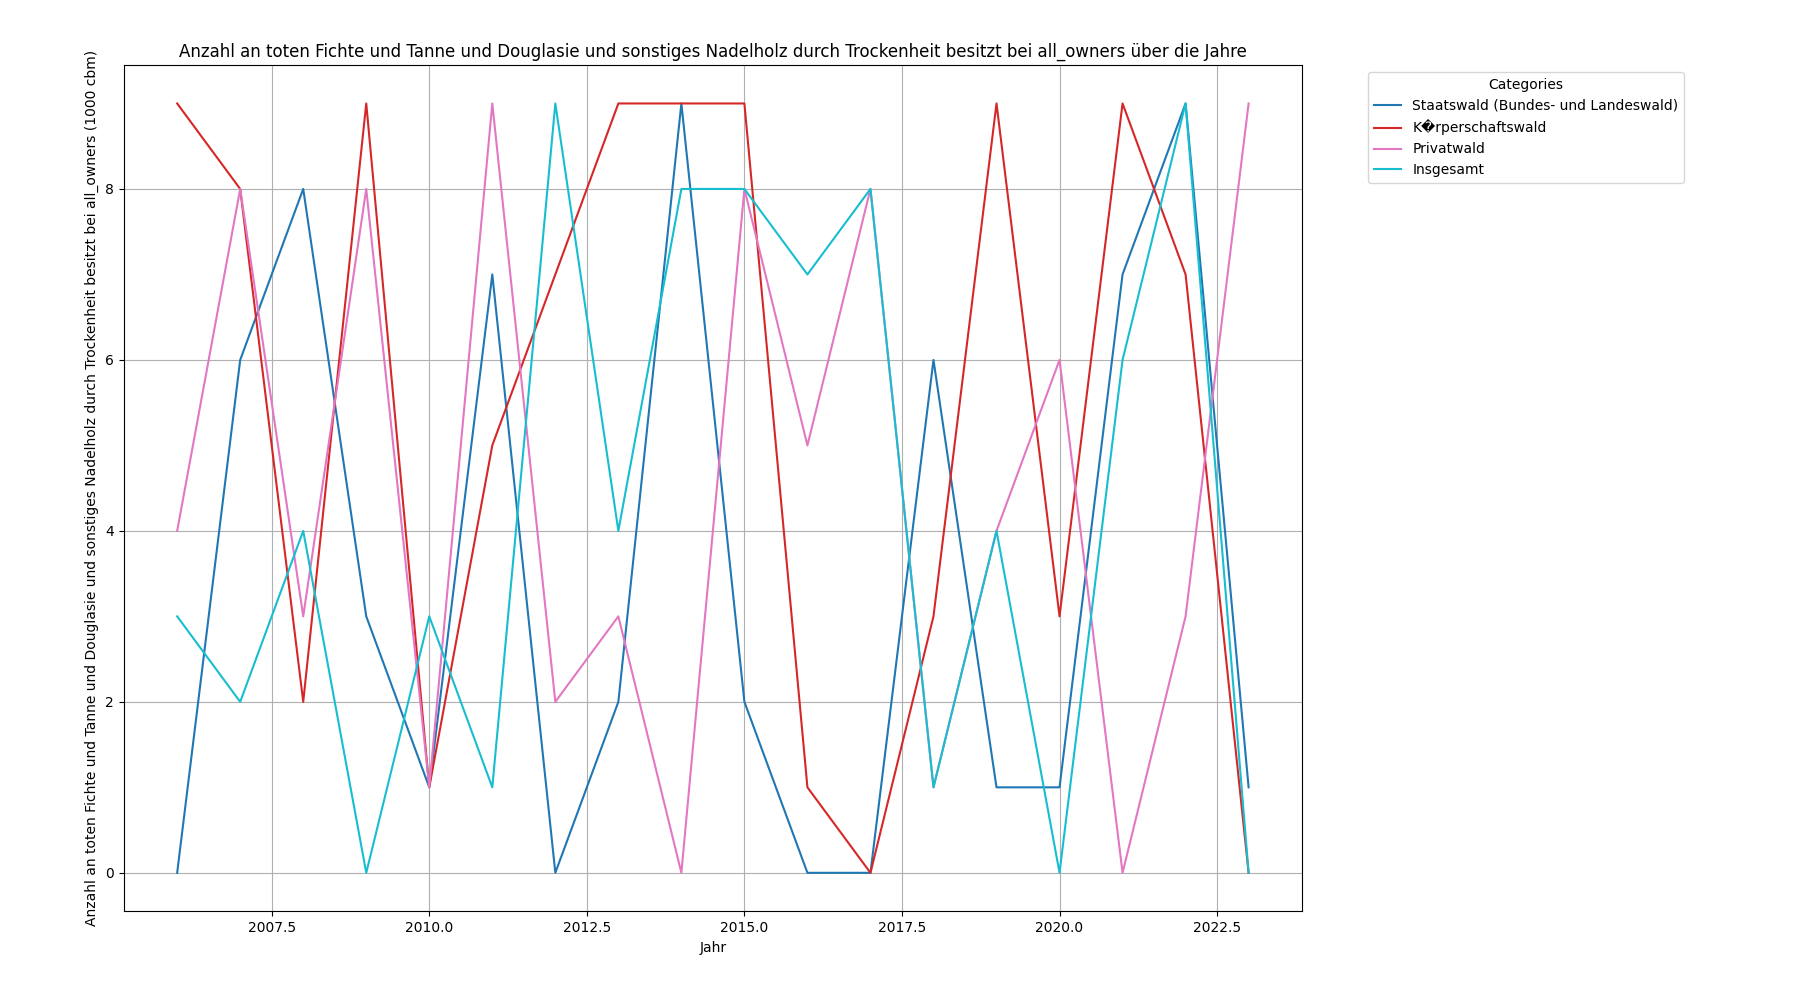 Anzahl an toten Fichte und Tanne und Douglasie und sonstiges Nadelholz durch Trockenheit besitzt bei all_owners über die Jahre
Anzahl an toten Fichte und Tanne und Douglasie und sonstiges Nadelholz durch Trockenheit besitzt bei all_owners (1000 cbm)
8
6
4
2
0
2007.5 2010.0 2012.5 2015.0 2017.5 2020.0 2022.5
Jahr
Categories
Staatswald (Bundes- und Landeswald)
K�rperschaftswald
Privatwald
Insgesamt